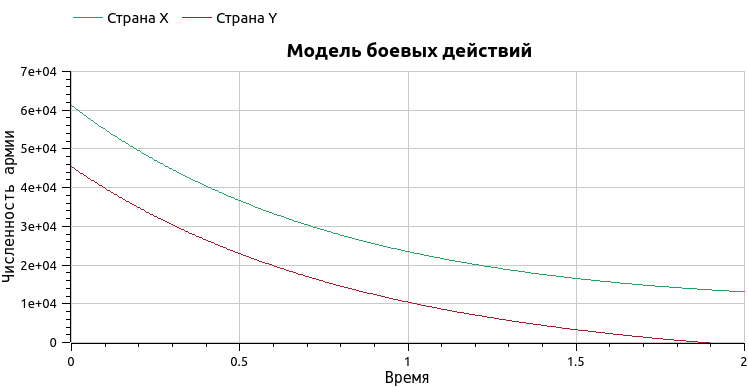 Страна X Страна Y
Модель боевых действий
7e+04
6e+04
5e+04
4e+04
3e+04
2e+04
1e+04
0
Численность армии
0 0.5 1 1.5 2
Время